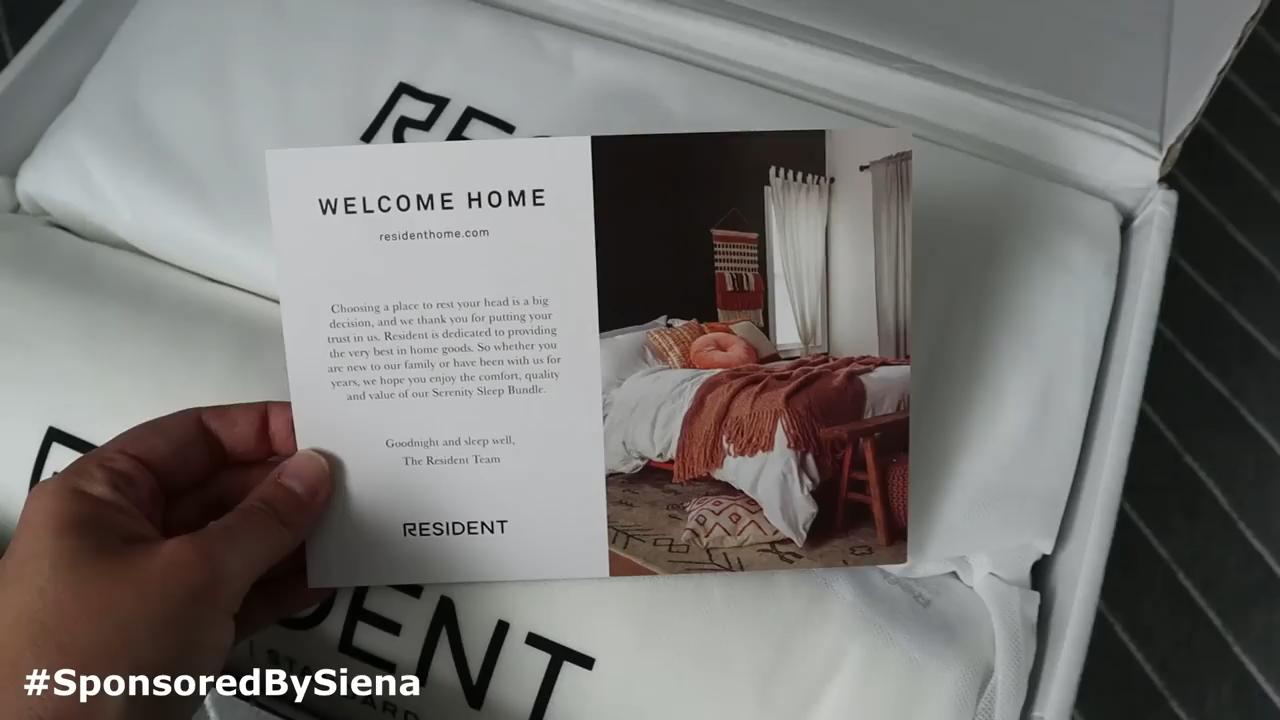 WELCOME HOME
residenthome.com
Choosing a place to rest your head is a big
decision, and we thank you for putting your
trust in us. Resident is dedicated to providing
the very best in home goods. So whether you
are new to our family or have been with us for
years, we hope you enjoy the comfort, quality
and value of our Serenity Sleep Bundle.
Goodnight and sleep well,
The Resident Team
RESIDENT
DENT
#SponsoredBySiena